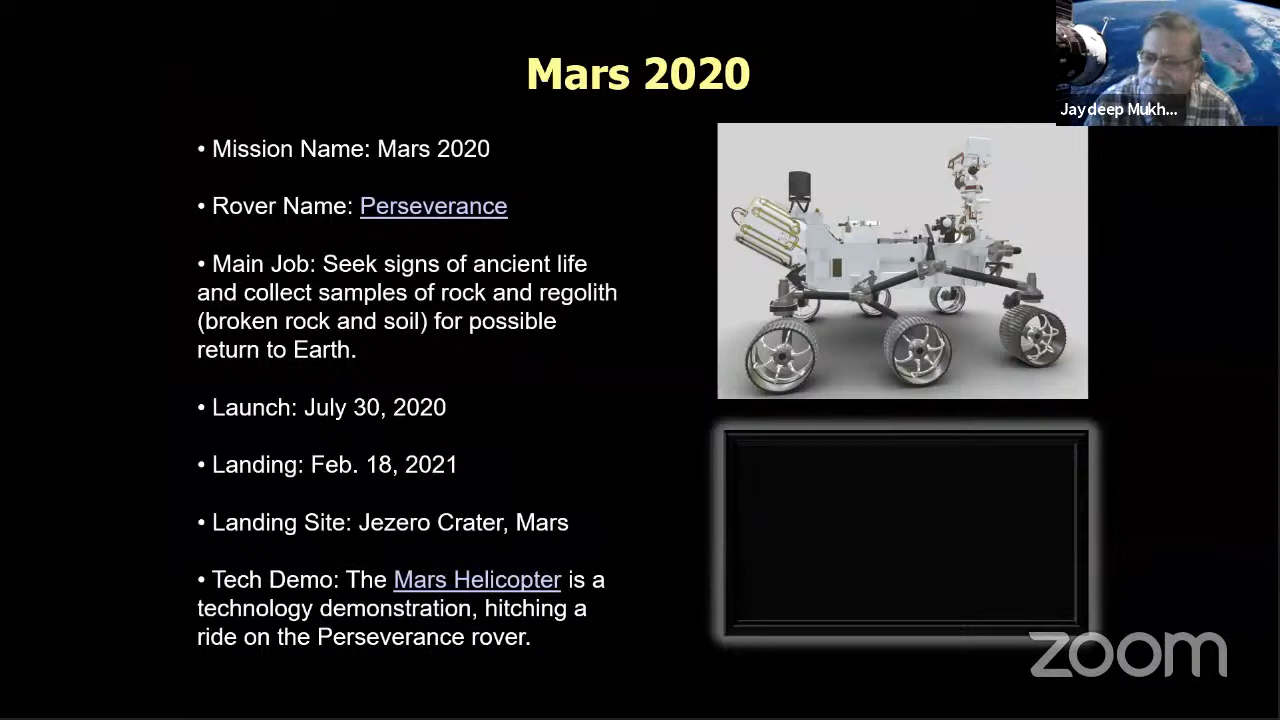 Mars 2020
Jaydeep Mukh...
• Mission Name: Mars 2020
• Rover Name: Perseverance
• Main Job: Seek signs of ancient life
and collect samples of rock and regolith
(broken rock and soil) for possible
return to Earth.
• Launch: July 30, 2020
• Landing: Feb. 18, 2021
• Landing Site: Jezero Crater, Mars
• Tech Demo: The Mars Helicopter is a
technology demonstration, hitching a
ride on the Perseverance rover.
zoom